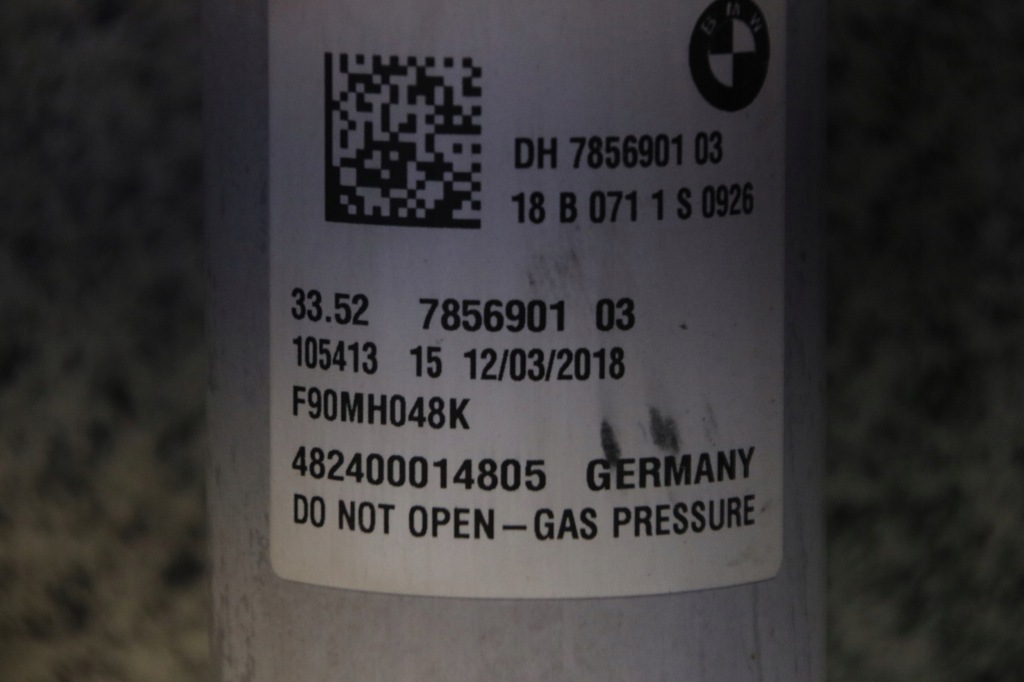 BMW
DH 7856901 03
18 B 071 1 S 0926
33.52 7856901 03
105413 15 12/03/2018
F90MH048K
482400014805 GERMANY
DO NOT OPEN – GAS PRESSURE